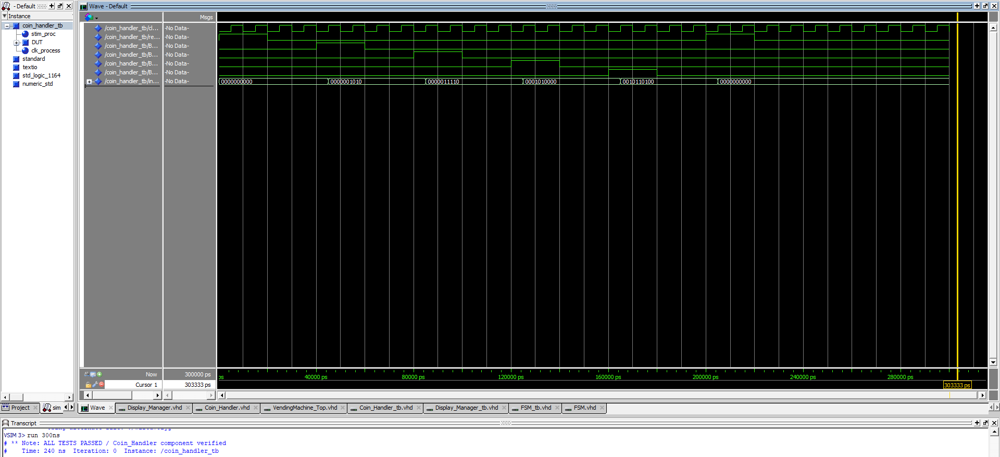 - Default
Wave - Default
Instance
Msgs
coin_handler_tb
stim_proc
DUT
clk_process
standard
textio
std_logic_1164
numeric_std
/coin_handler_tb/cl... -No Data-
/coin_handler_tb/re... -No Data-
/coin_handler_tb/B... -No Data-
/coin_handler_tb/B... -No Data-
/coin_handler_tb/B... -No Data-
/coin_handler_tb/B... -No Data-
/coin_handler_tb/in... -No Data- 0000000000 0000001010 0000011110 0001010000 0010110100 0000000000
Now 300000 ps ps 40000 ps 80000 ps 120000 ps 160000 ps 200000 ps 240000 ps 280000 ps
Cursor 1 303333 ps 303333 ps
Project sim Wave Display_Manager.vhd Coin_Handler.vhd VendingMachine_Top.vhd Coin_Handler_tb.vhd Display_Manager_tb.vhd FSM_tb.vhd FSM.vhd
Transcript
VSIM 3> run 300ns
# ** Note: ALL TESTS PASSED / Coin_Handler component verified
# Time: 240 ns Iteration: 0 Instance: /coin_handler_tb